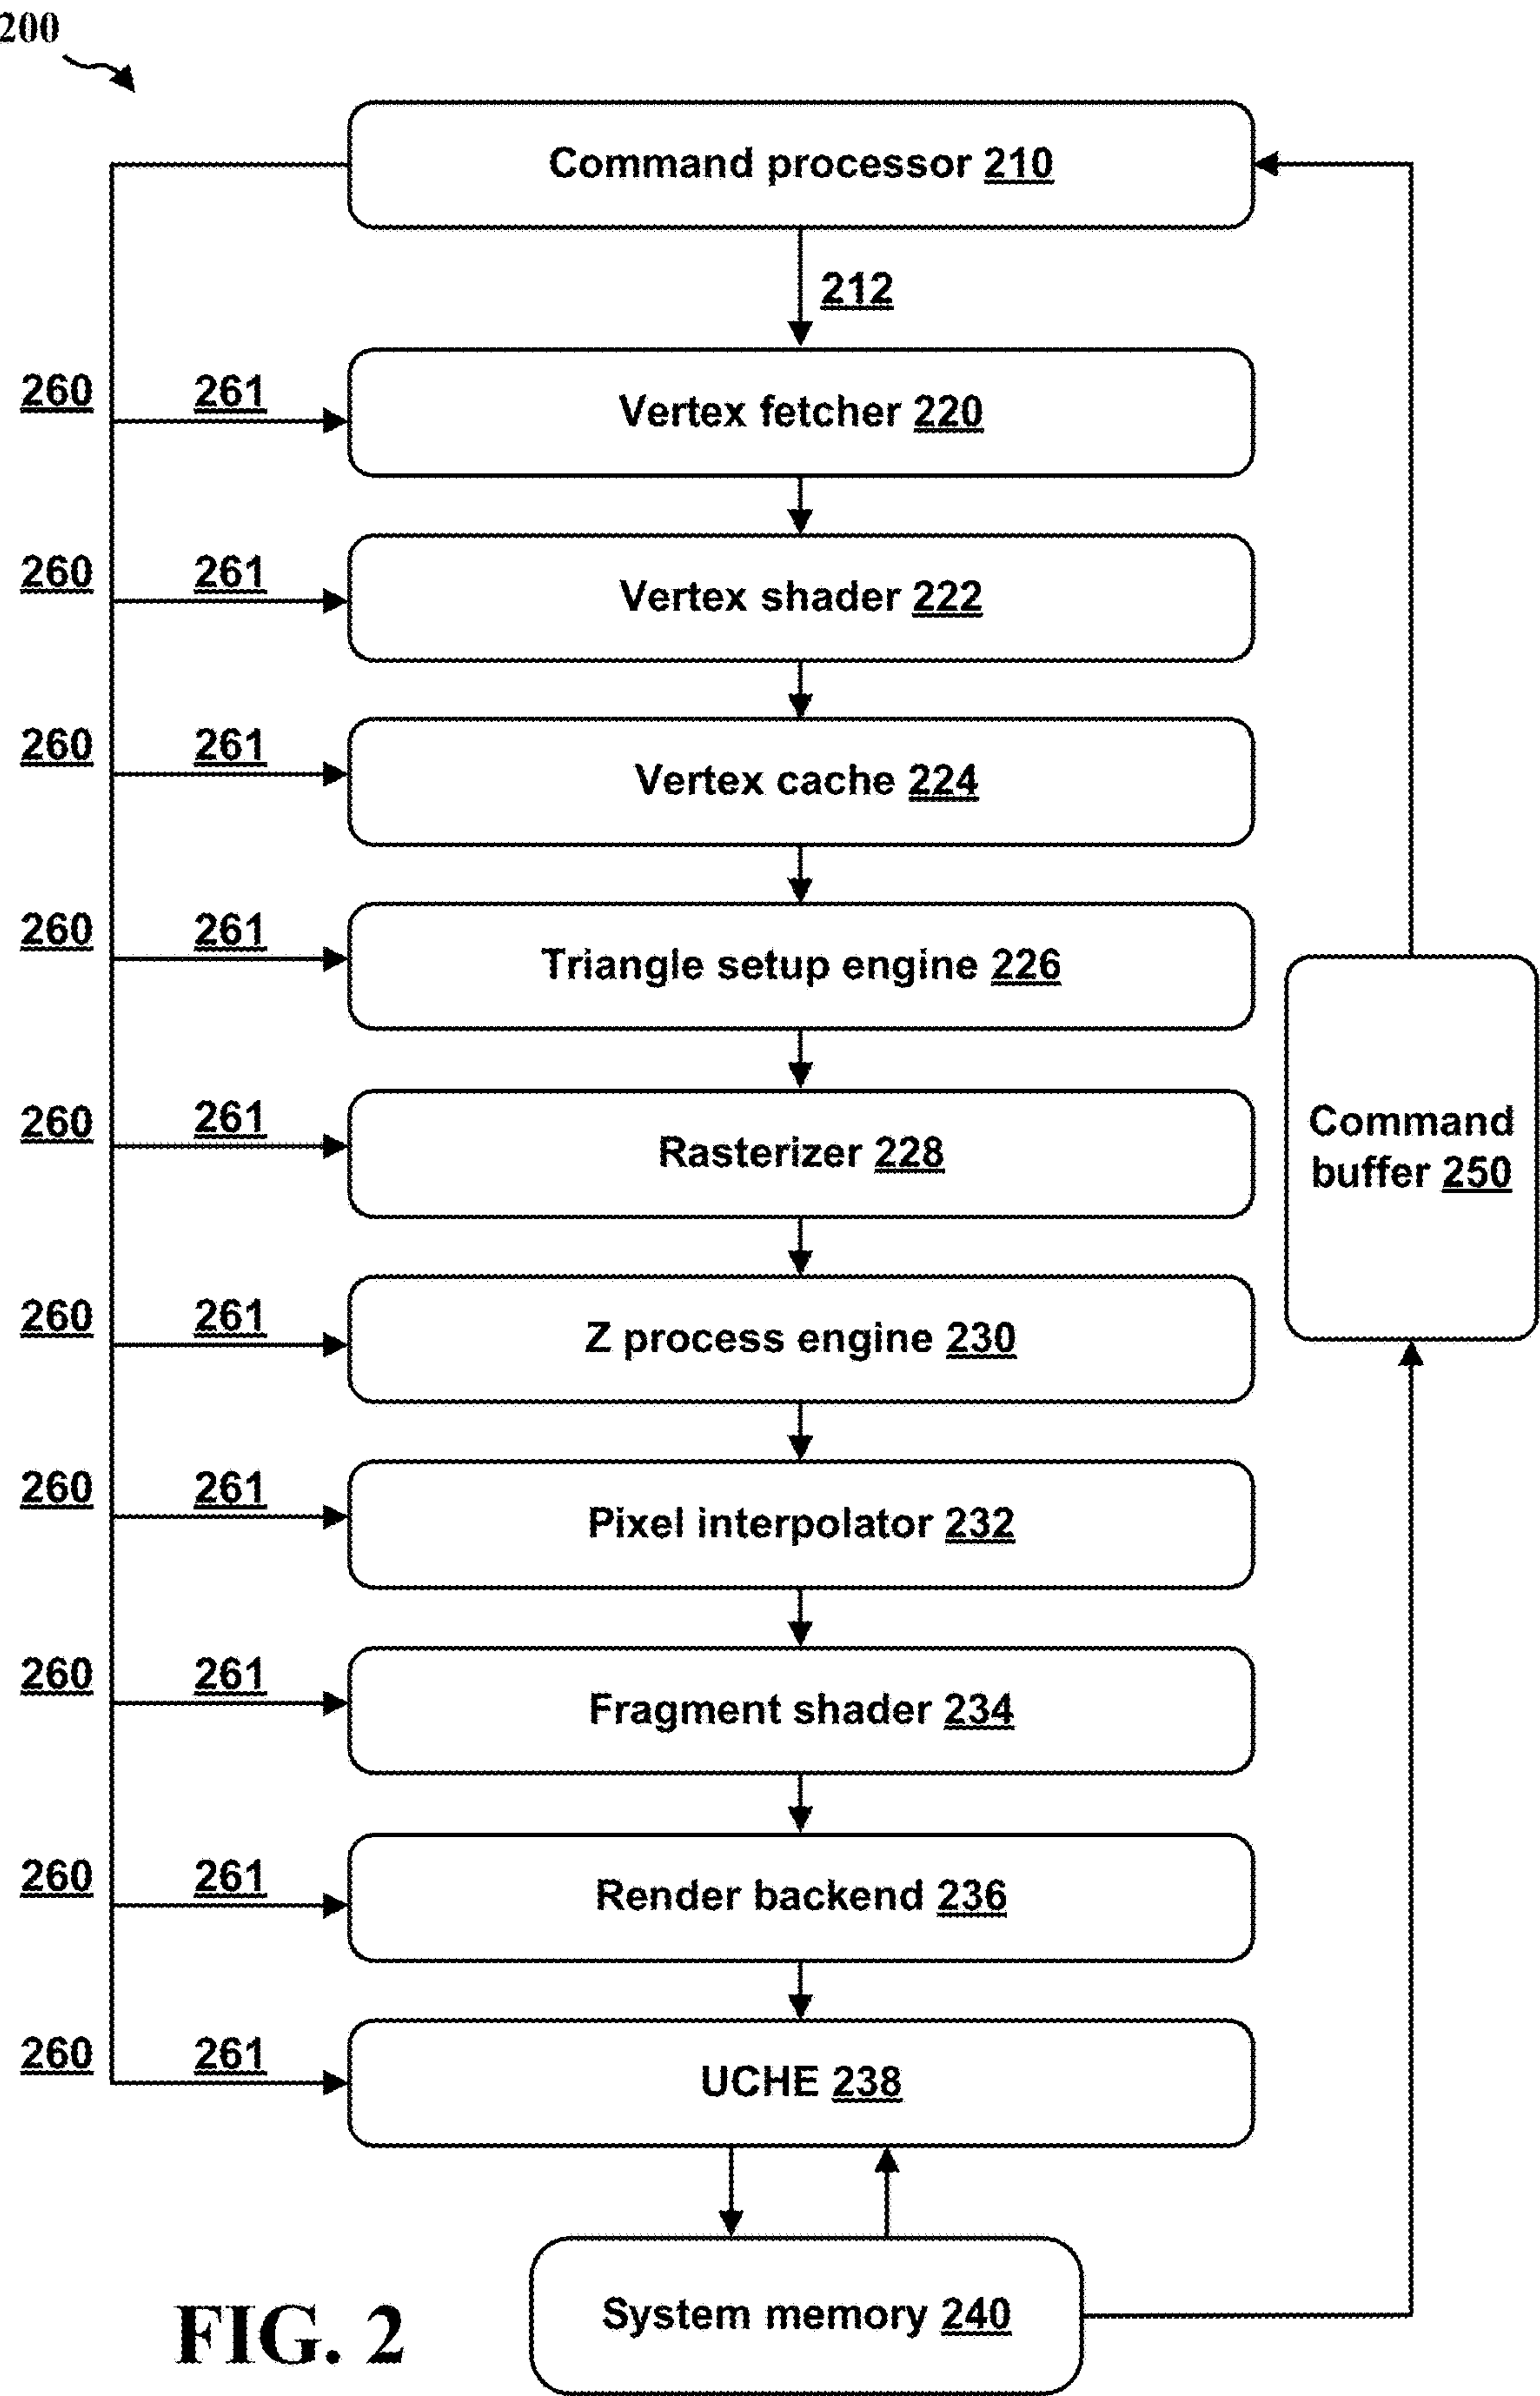 200
Command processor 210
212
260 261 Vertex fetcher 220
260 261 Vertex shader 222
260 261 Vertex cache 224
260 261 Triangle setup engine 226
260 261 Rasterizer 228
Command
buffer 250
260 261 Z process engine 230
260 261 Pixel interpolator 232
260 261 Fragment shader 234
260 261 Render backend 236
260 261 UCHE 238
System memory 240
FIG. 2